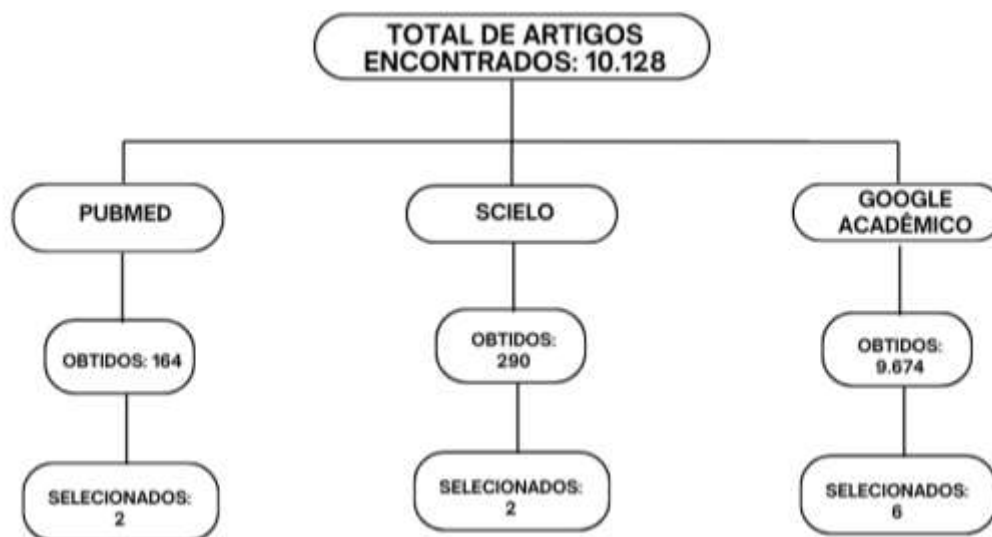 TOTAL DE ARTIGOS
ENCONTRADOS: 10.128
PUBMED
SCIELO
GOOGLE
ACADÊMICO
OBTIDOS: 164
OBTIDOS:
290
OBTIDOS:
9.674
SELECIONADOS:
2
SELECIONADOS:
2
SELECIONADOS:
6